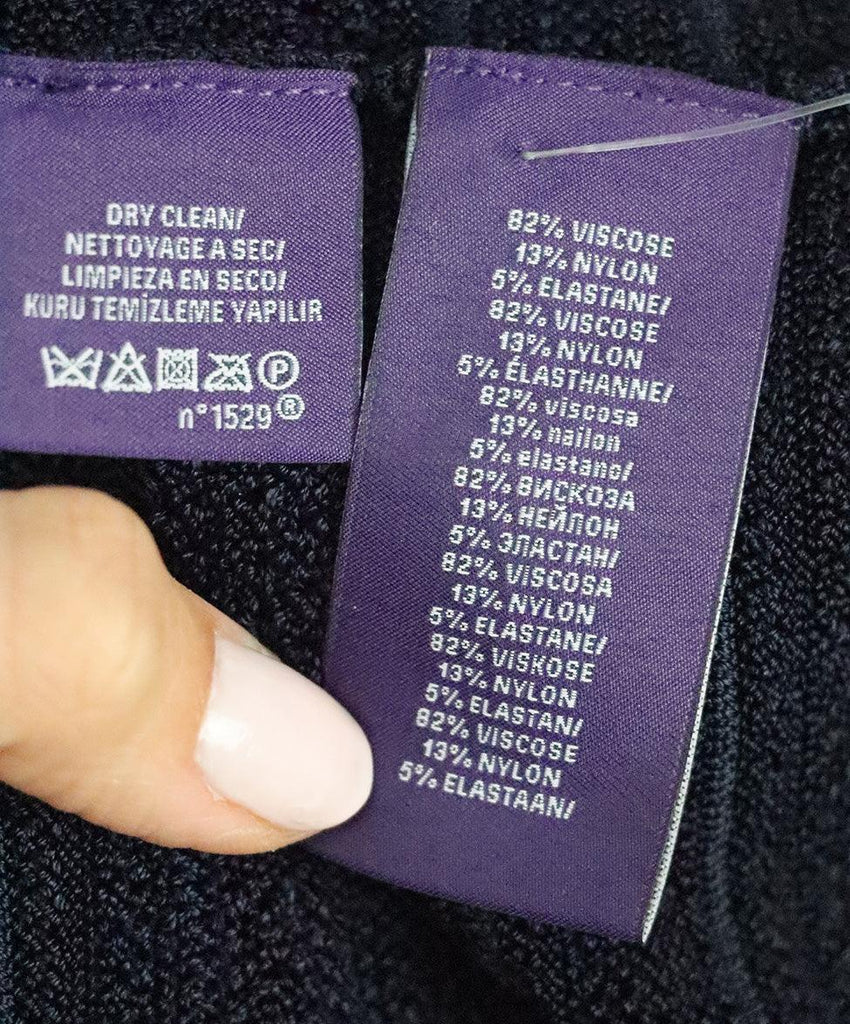 DRY CLEAN/
NETTOYAGE A SEC/
LIMPIEZA EN SECO/
KURU TEMİZLEME YAPILIR
P
n°1529®
82% VISCOSE
13% NYLON
5% ELASTANE/
82% VISCOSE
13% NYLON
5% ÉLASTHANNE/
82% viscosa
13% nailon
5% elastano/
82% ВИСКОЗА
13% НЕЙЛОН
5% ЭЛАСТАН/
82% VISCOSA
13% NYLON
5% ELASTANE/
82% VISKOSE
13% NYLON
5% ELASTAN/
82% VISCOSE
13% NYLON
5% ELASTAAN/